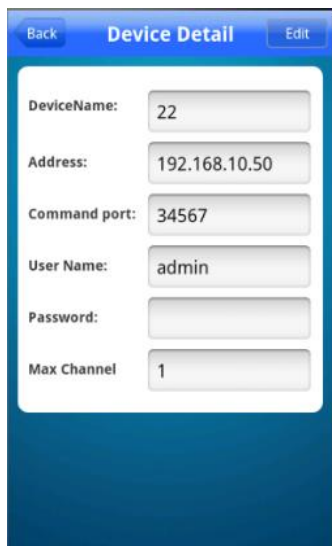 Back Device Detail Edit
DeviceName: 22
Address: 192.168.10.50
Command port: 34567
User Name: admin
Password:
Max Channel 1